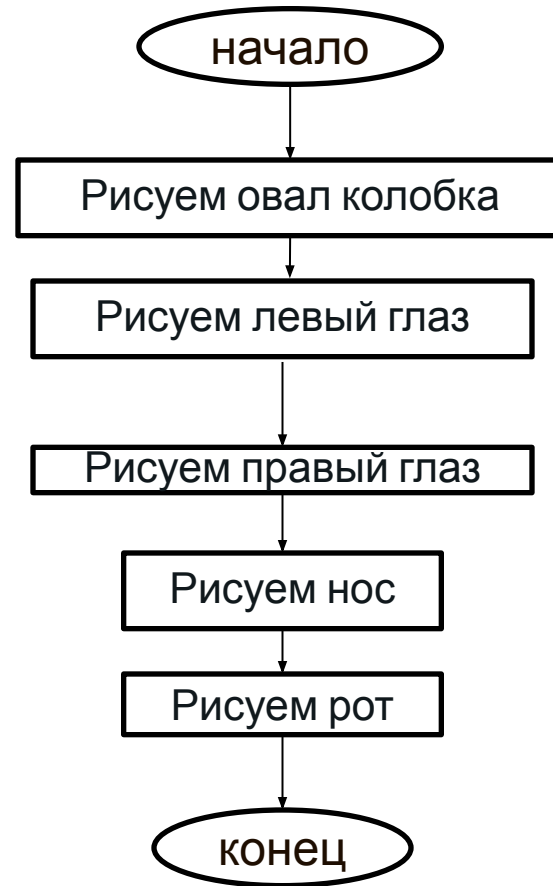 начало
Рисуем овал колобка
Рисуем левый глаз
Рисуем правый глаз
Рисуем нос
Рисуем рот
конец